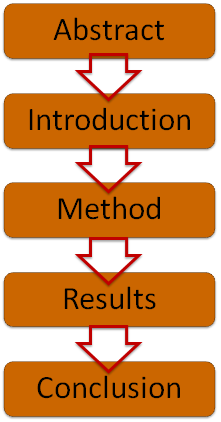 Abstract
Introduction
Method
Results
Conclusion